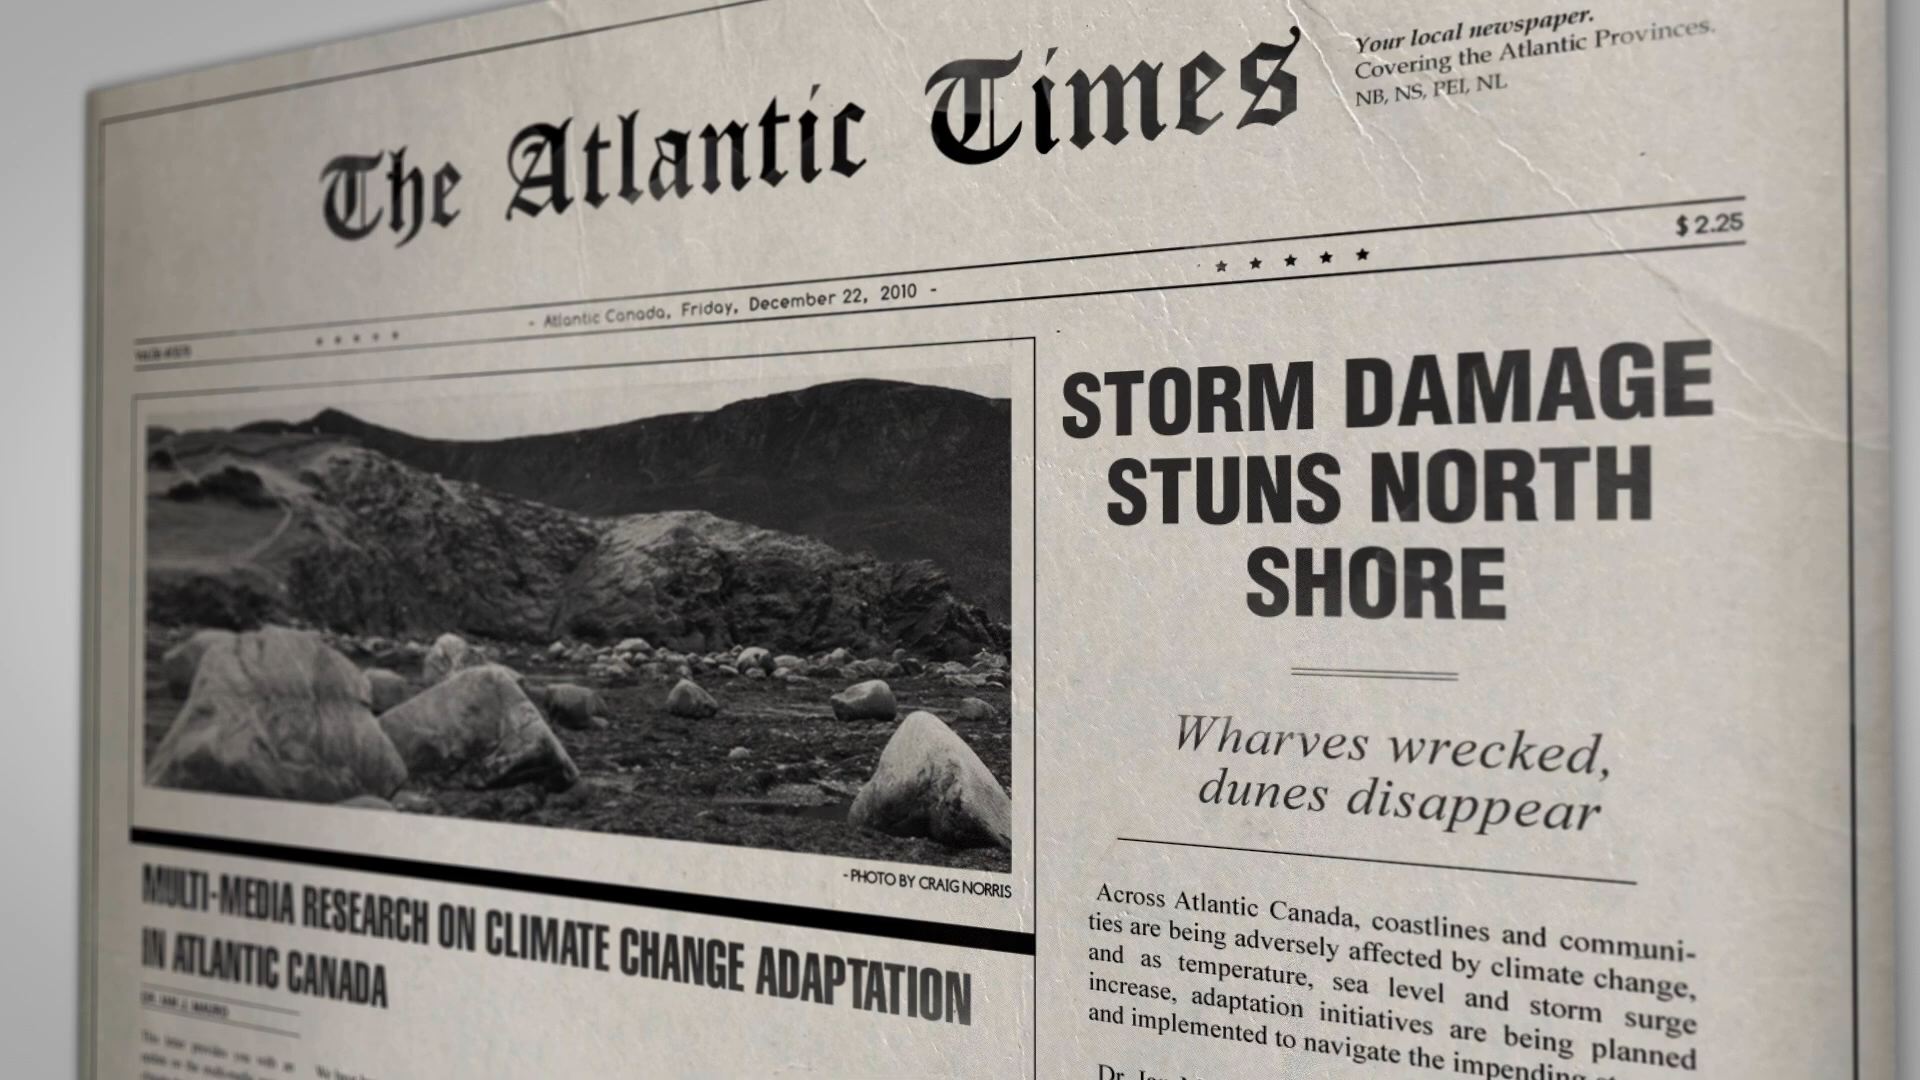 The Atlantic Times
Your local newspaper.
Covering the Atlantic Provinces.
NB, NS, PEI, NL
$ 2.25
- Atlantic Canada, Friday, December 22, 2010 -
STORM DAMAGE
STUNS NORTH
SHORE
Wharves wrecked,
dunes disappear
Across Atlantic Canada, coastlines and communi-
ties are being adversely affected by climate change,
and as temperature, sea level and storm surge
increase, adaptation initiatives are being planned
and implemented to navigate the impending
- PHOTO BY CRAIG NORRIS
MULTI-MEDIA RESEARCH ON CLIMATE CHANGE ADAPTATION
IN ATLANTIC CANADA